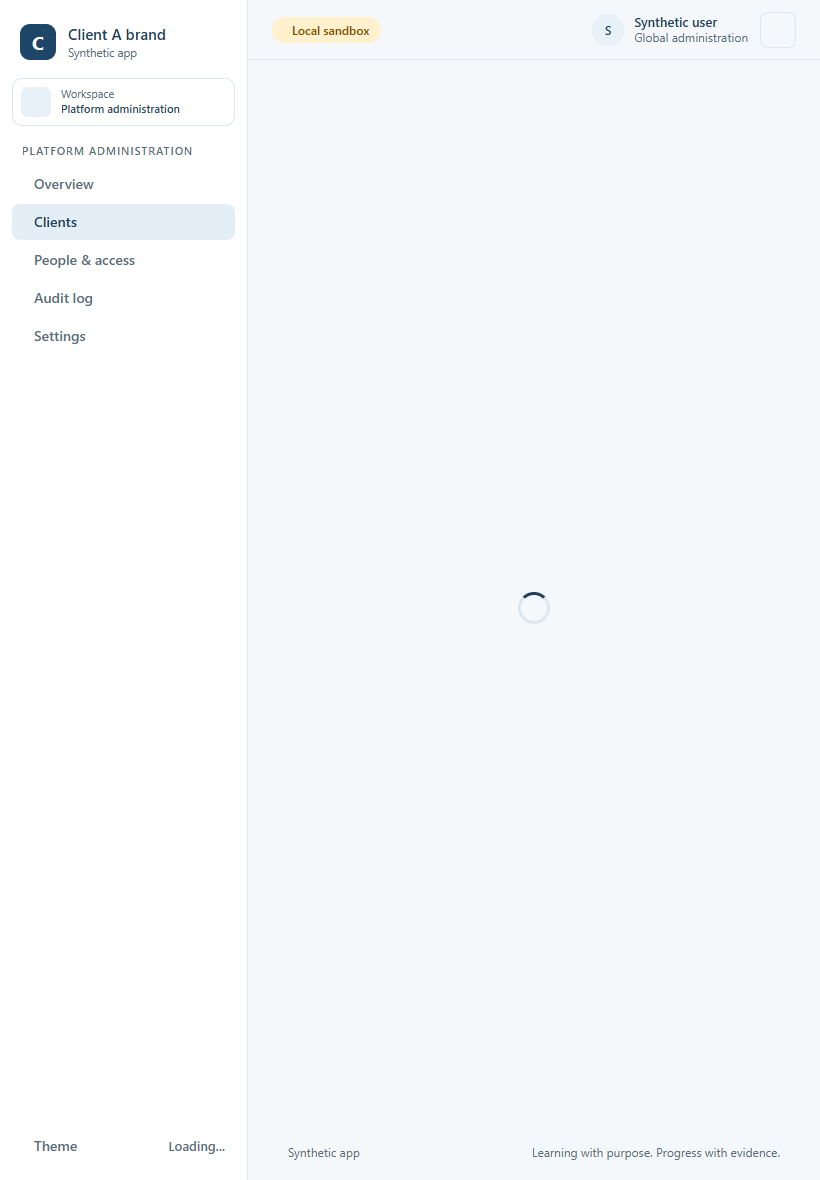 C
Client A brand
Synthetic app
Workspace
Platform administration
PLATFORM ADMINISTRATION
Overview
Clients
People & access
Audit log
Settings
Theme
Loading...
Local sandbox
S
Synthetic user
Global administration
Synthetic app
Learning with purpose. Progress with evidence.